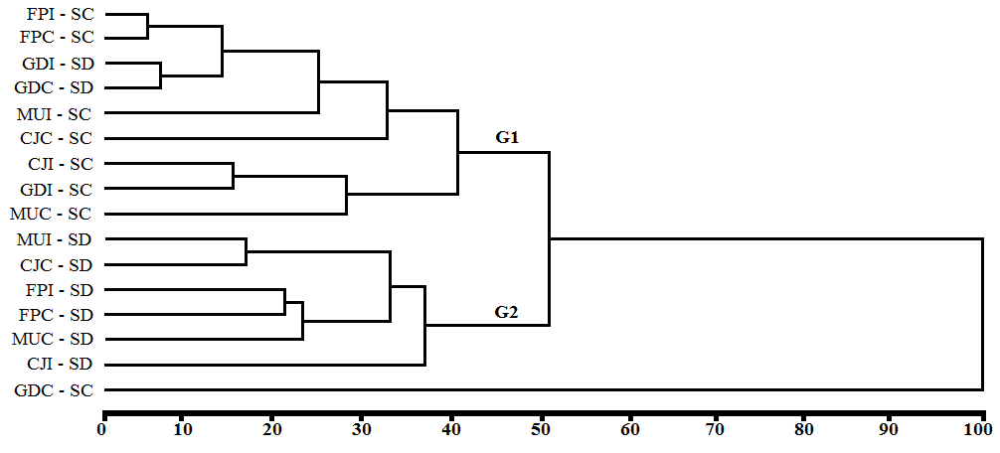 FPI - SC
FPC - SC
GDI - SD
GDC - SD
MUI - SC
CJC - SC
G1
CJI - SC
GDI - SC
MUC - SC
MUI - SD
CJC - SD
FPI - SD
FPC - SD
G2
MUC - SD
CJI - SD
GDC - SC
0 10 20 30 40 50 60 70 80 90 100